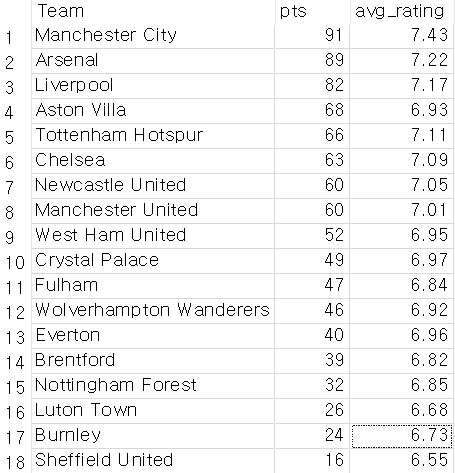 Team pts avg_rating
1 Manchester City 91 7.43
2 Arsenal 89 7.22
3 Liverpool 82 7.17
4 Aston Villa 68 6.93
5 Tottenham Hotspur 66 7.11
6 Chelsea 63 7.09
7 Newcastle United 60 7.05
8 Manchester United 60 7.01
9 West Ham United 52 6.95
10 Crystal Palace 49 6.97
11 Fulham 47 6.84
12 Wolverhampton Wanderers 46 6.92
13 Everton 40 6.96
14 Brentford 39 6.82
15 Nottingham Forest 32 6.85
16 Luton Town 26 6.68
17 Burnley 24 6.73
18 Sheffield United 16 6.55